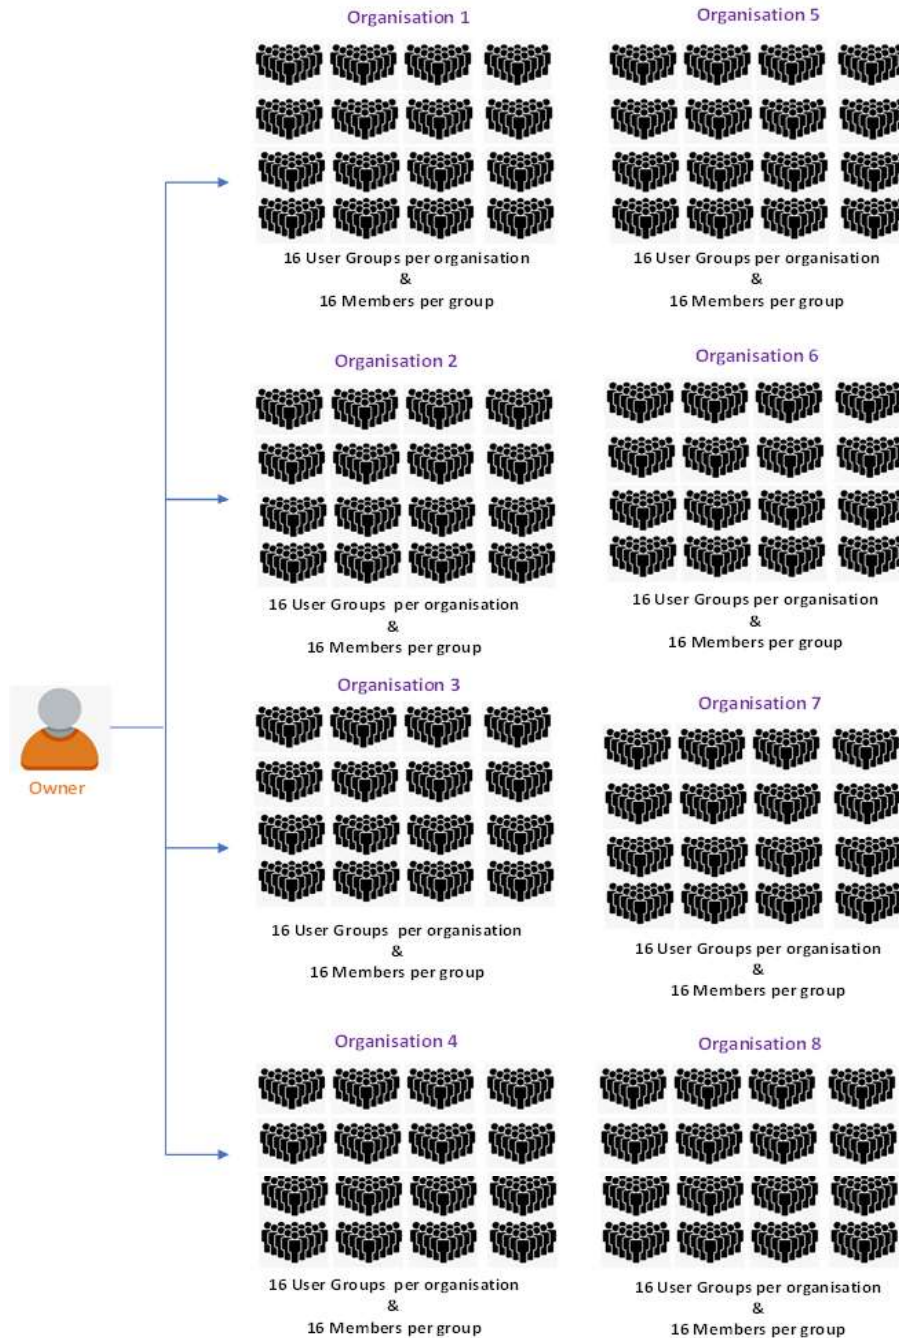 Organisation 1
16 User Groups per organisation
&
16 Members per group
Organisation 5
16 User Groups per organisation
&
16 Members per group
Organisation 2
16 User Groups per organisation
&
16 Members per group
Organisation 6
16 User Groups per organisation
&
16 Members per group
Owner
Organisation 3
16 User Groups per organisation
&
16 Members per group
Organisation 7
16 User Groups per organisation
&
16 Members per group
Organisation 4
16 User Groups per organisation
&
16 Members per group
Organisation 8
16 User Groups per organisation
&
16 Members per group